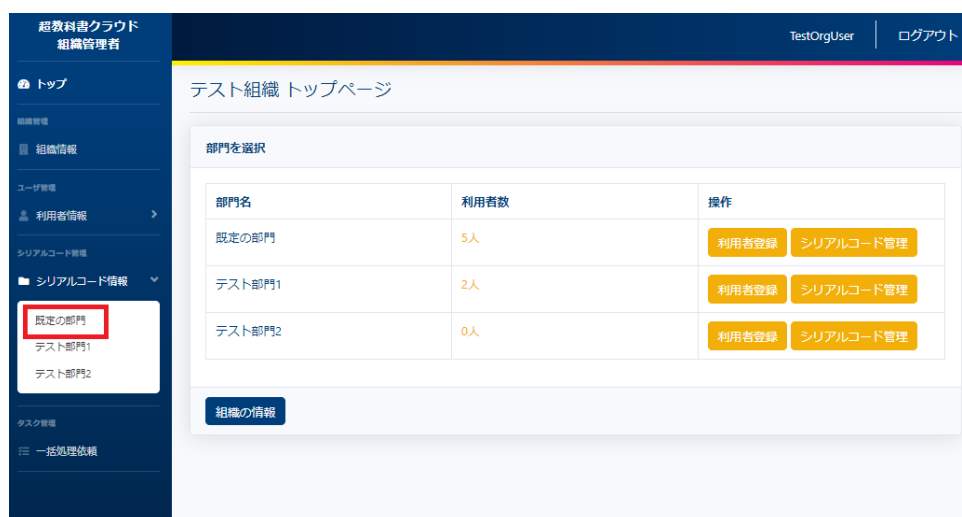 超教科書クラウド
組織管理者
TestOrgUser
ログアウト
トップ
組織管理
組織情報
ユーザ管理
利用者情報
シリアルコード管理
シリアルコード情報
既定の部門
テスト部門1
テスト部門2
タスク管理
一括処理依頼
テスト組織 トップページ
部門を選択
部門名 利用者数 操作
既定の部門 5人 利用者登録 シリアルコード管理
テスト部門1 2人 利用者登録 シリアルコード管理
テスト部門2 0人 利用者登録 シリアルコード管理
組織の情報